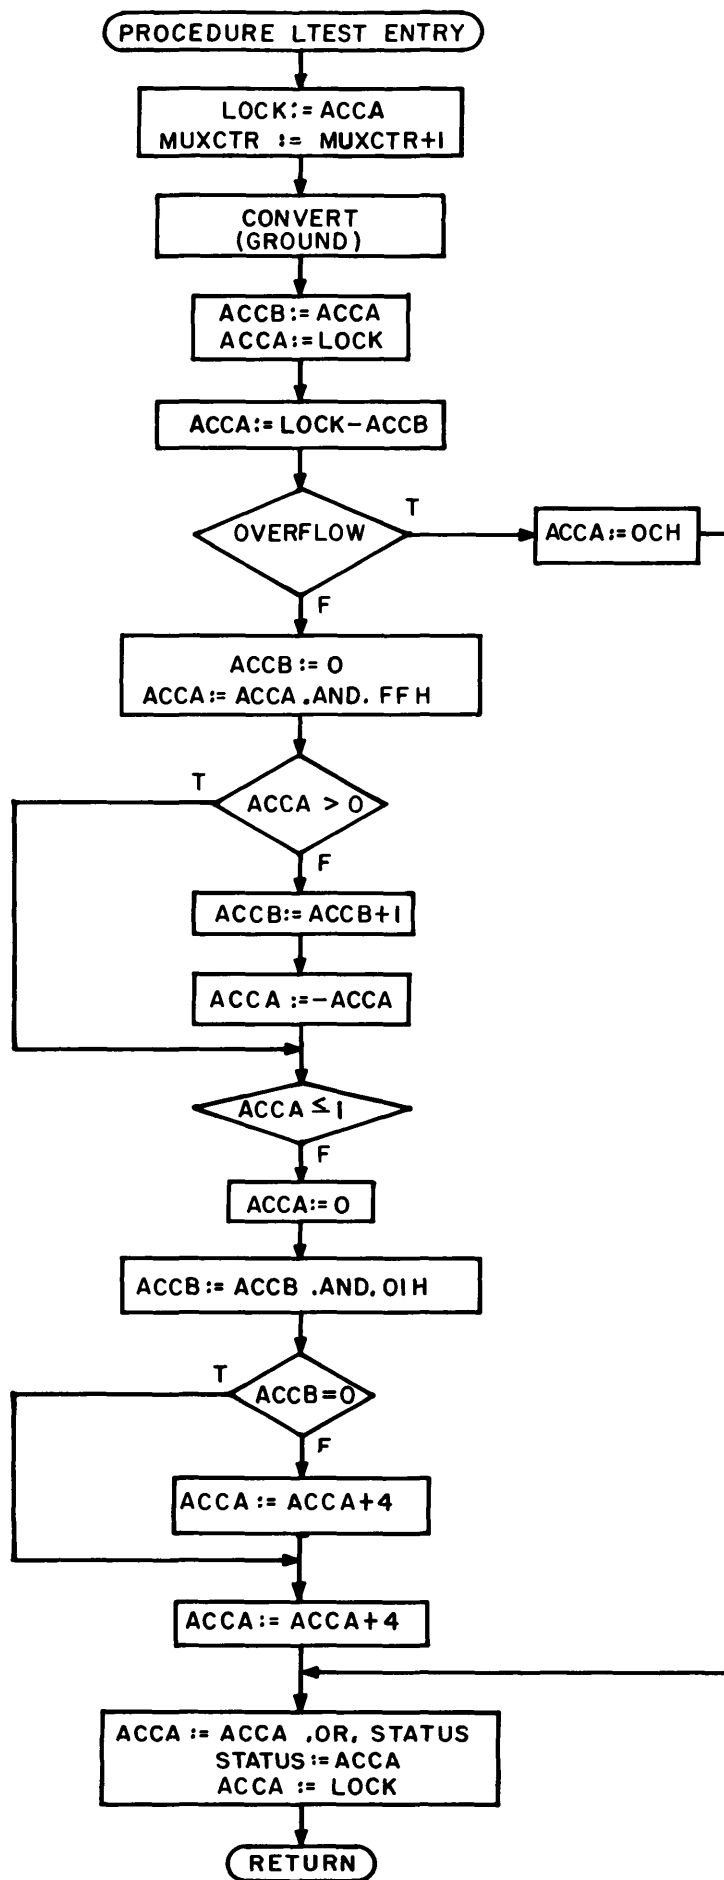 PROCEDURE LTEST ENTRY
LOCK:= ACCA
MUXCTR := MUXCTR+1
CONVERT
(GROUND)
ACCB:= ACCA
ACCA:= LOCK
ACCA:= LOCK-ACCB
OVERFLOW
T
ACCA:= OCH
F
ACCB:= 0
ACCA:= ACCA .AND. FFH
T
ACCA > 0
F
ACCB:= ACCB+1
ACCA :=-ACCA
ACCA ≤ 1
F
ACCA:= 0
ACCB:= ACCB .AND. 01H
T
ACCB=0
F
ACCA:= ACCA+4
ACCA:= ACCA+4
ACCA := ACCA .OR. STATUS
STATUS:=ACCA
ACCA := LOCK
RETURN